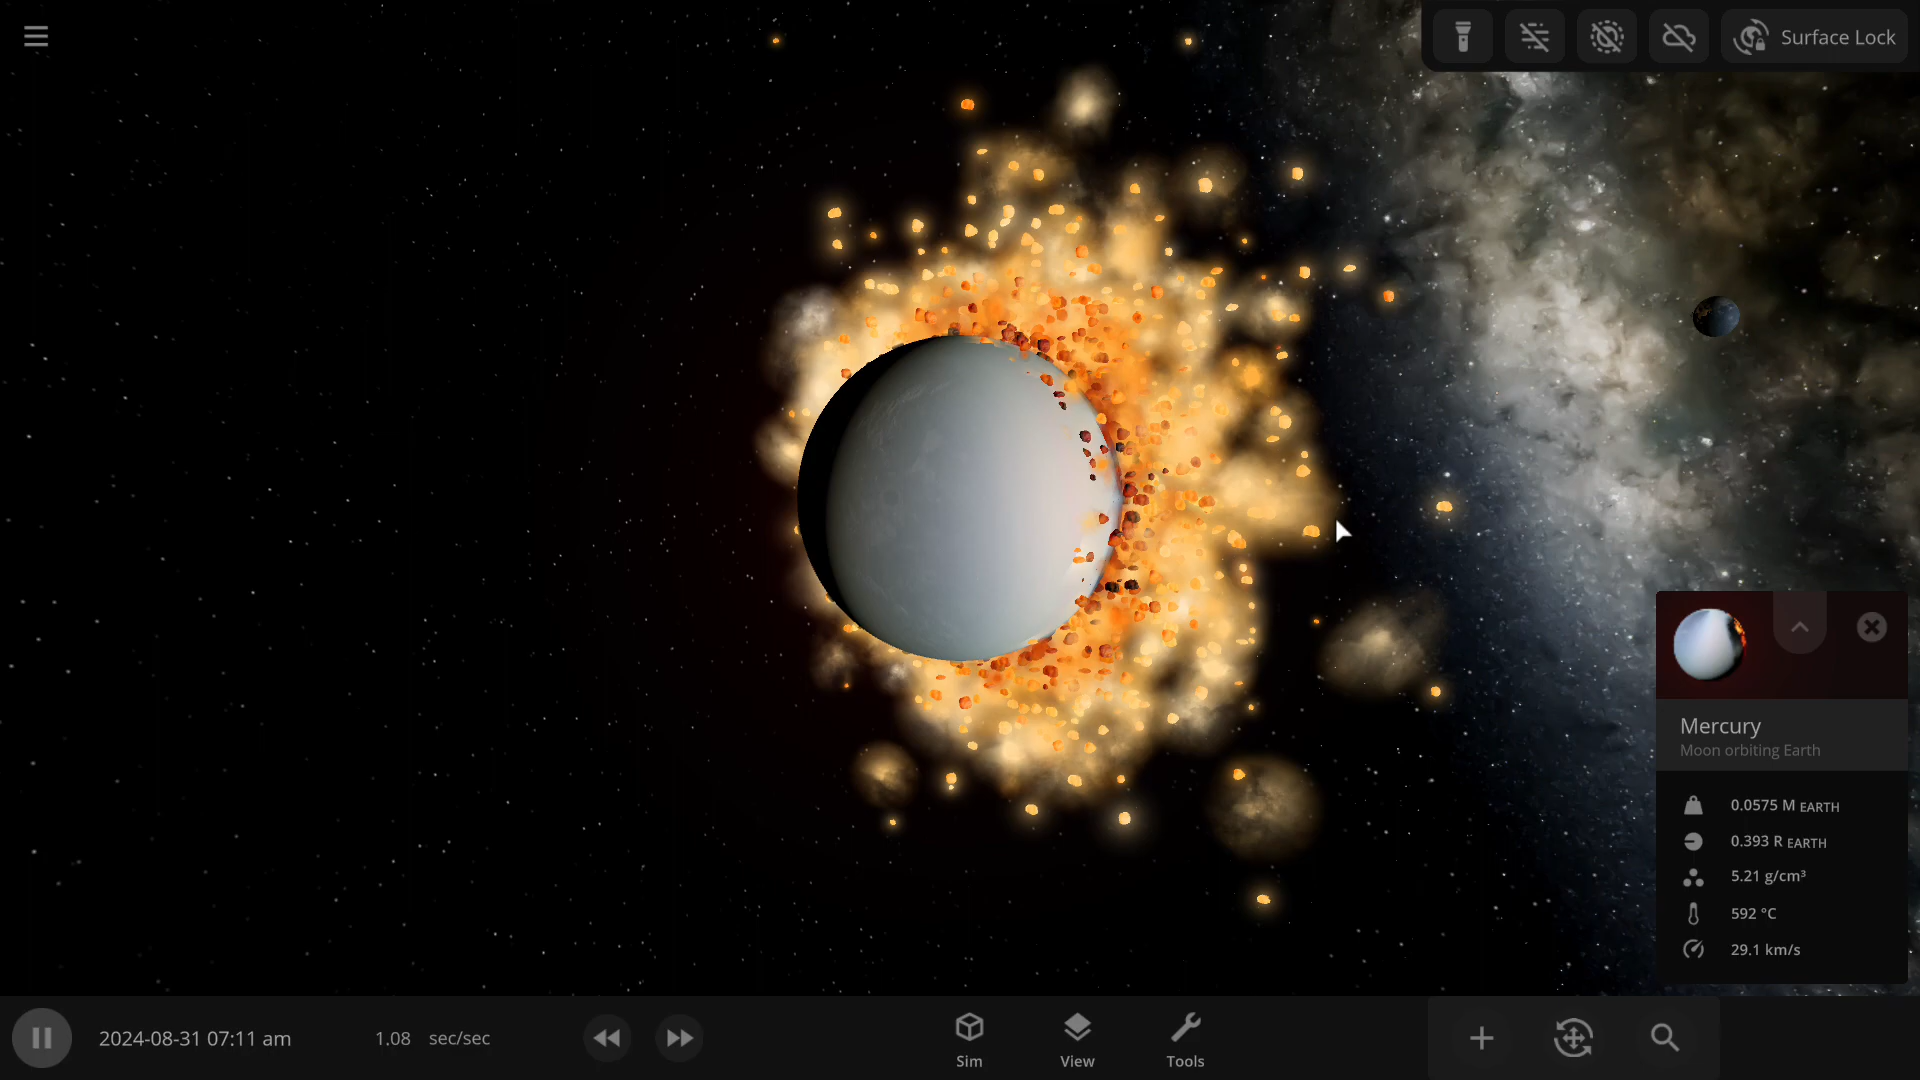 Surface Lock
Mercury
Moon orbiting Earth
0.0575 M EARTH
0.393 R EARTH
5.21 g/cm³
592 °C
29.1 km/s
2024-08-31 07:11 am
1.08 sec/sec
Sim
View
Tools